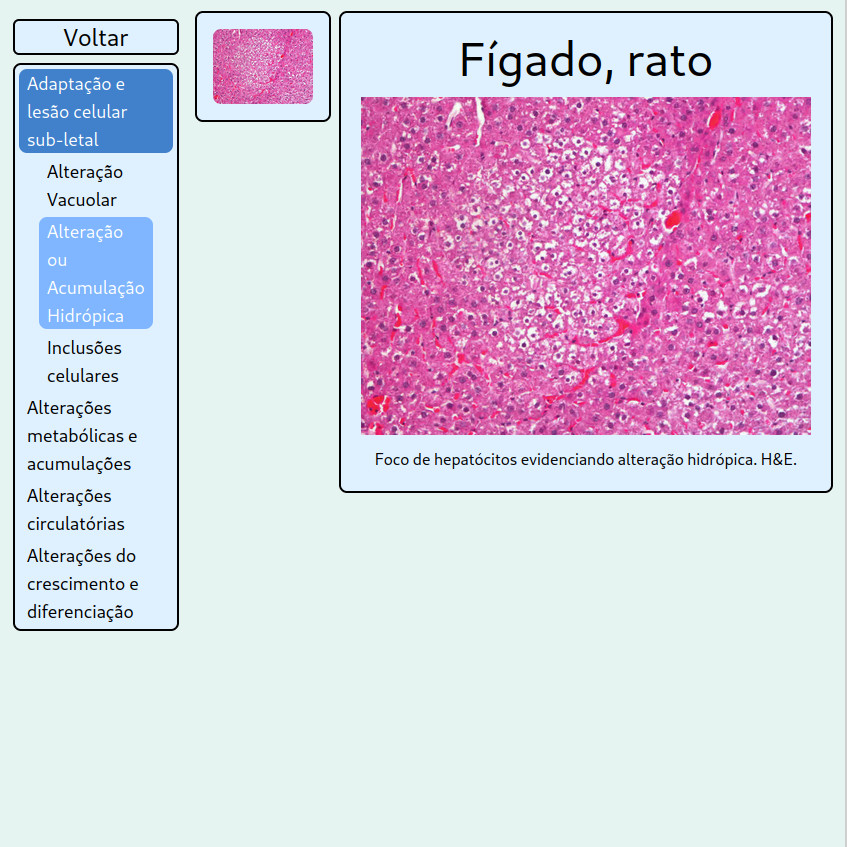 Voltar
Adaptação e
lesão celular
sub-letal
Alteração
Vacuolar
Alteração
ou
Acumulação
Hidrópica
Inclusões
celulares
Alterações
metabólicas e
acumulações
Alterações
circulatórias
Alterações do
crescimento e
diferenciação
Fígado, rato
Foco de hepatócitos evidenciando alteração hidrópica. H&E.